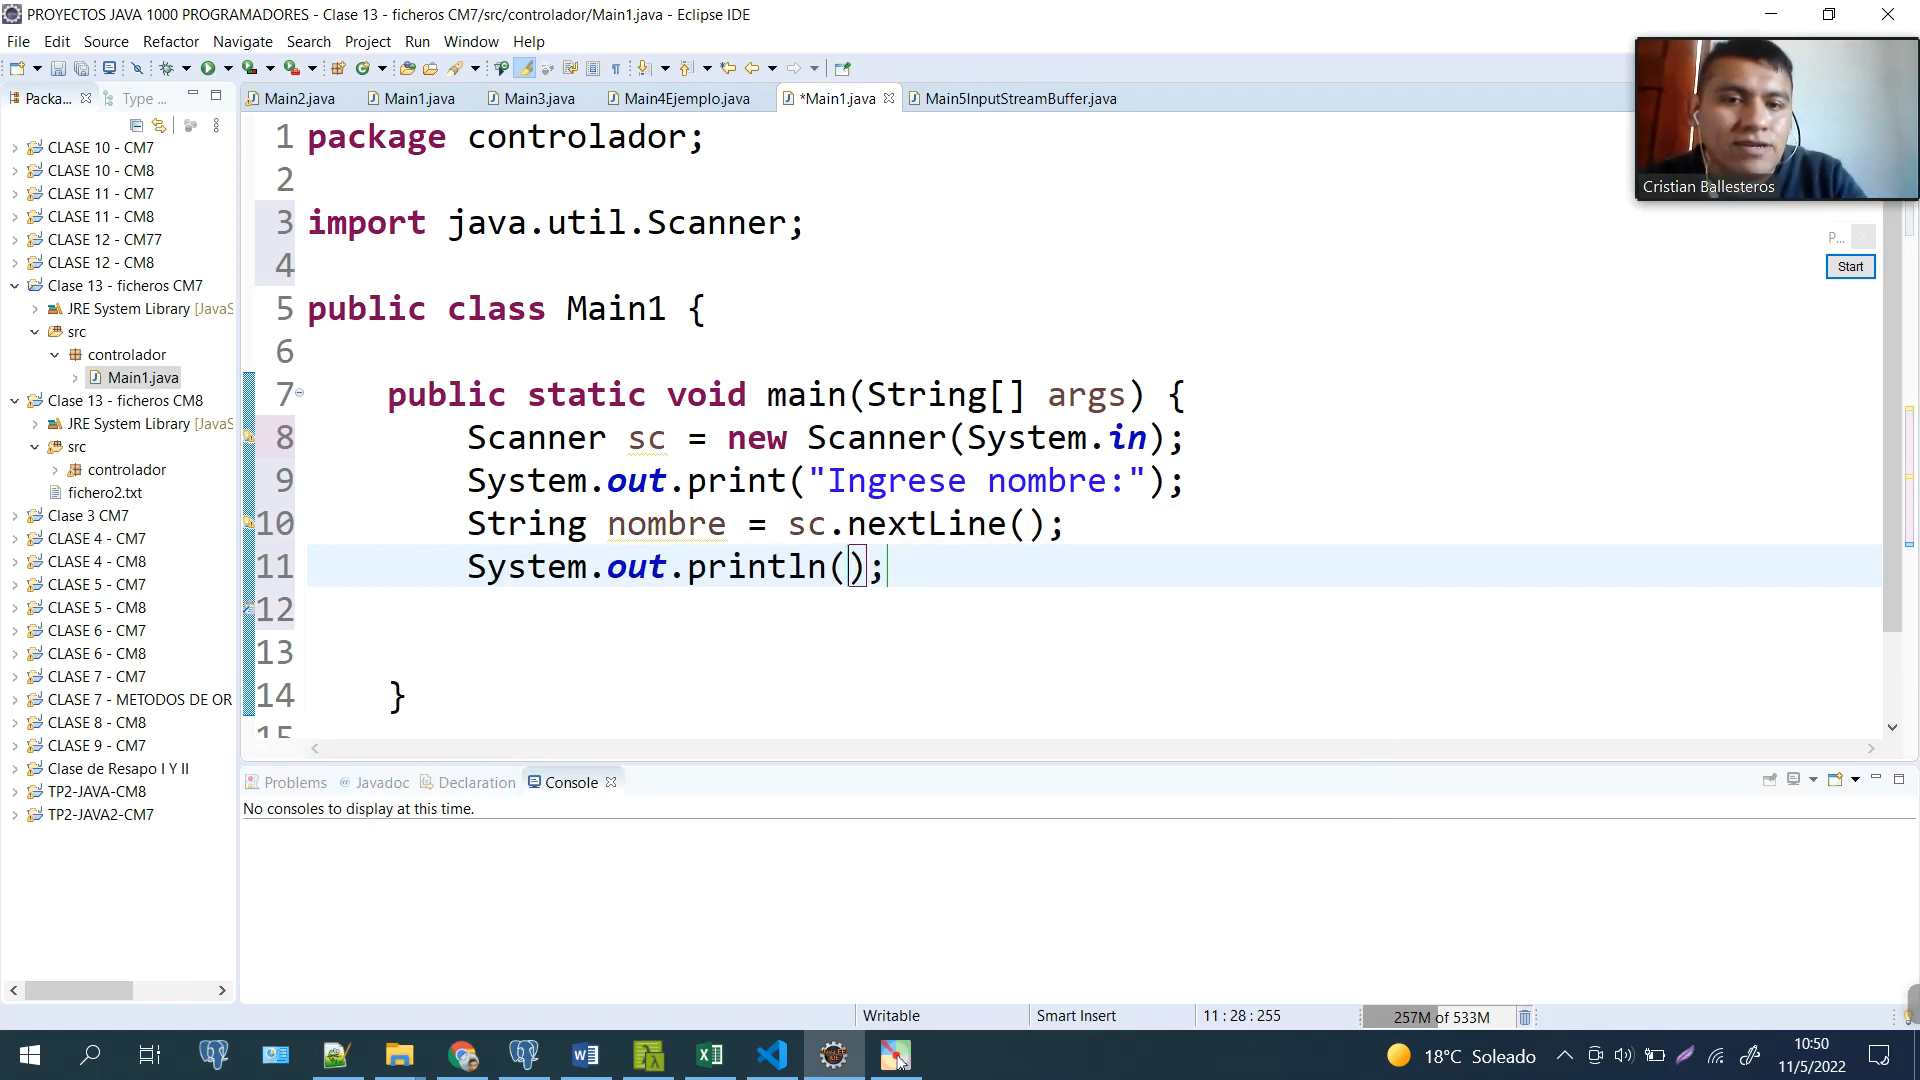 PROYECTOS JAVA 1000 PROGRAMADORES - Clase 13 - ficheros CM7/src/controlador/Main1.java - Eclipse IDE
File Edit Source Refactor Navigate Search Project Run Window Help
Packa... Type ...
Main2.java Main1.java Main3.java Main4Ejemplo.java *Main1.java Main5InputStreamBuffer.java
CLASE 10 - CM7
CLASE 10 - CM8
CLASE 11 - CM7
CLASE 11 - CM8
CLASE 12 - CM77
CLASE 12 - CM8
Clase 13 - ficheros CM7
JRE System Library [JavaS
src
controlador
Main1.java
Clase 13 - ficheros CM8
JRE System Library [JavaS
src
controlador
fichero2.txt
Clase 3 CM7
CLASE 4 - CM7
CLASE 4 - CM8
CLASE 5 - CM7
CLASE 5 - CM8
CLASE 6 - CM7
CLASE 6 - CM8
CLASE 7 - CM7
CLASE 7 - METODOS DE OR
CLASE 8 - CM8
CLASE 9 - CM7
Clase de Resapo I Y II
TP2-JAVA-CM8
TP2-JAVA2-CM7
1 package controlador;
2
3 import java.util.Scanner;
4
5 public class Main1 {
6
7 public static void main(String[] args) {
8 Scanner sc = new Scanner(System.in);
9 System.out.print("Ingrese nombre:");
10 String nombre = sc.nextLine();
11 System.out.println();
12
13
14 }
15
Cristian Ballesteros
P...
Start
Problems Javadoc Declaration Console
No consoles to display at this time.
Writable Smart Insert 11 : 28 : 255 257M of 533M
18°C Soleado
10:50
11/5/2022